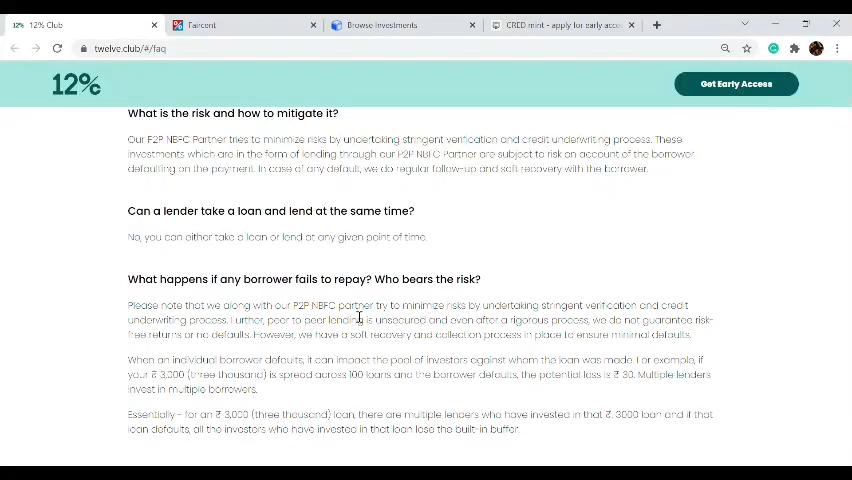 12% 12% Club
Faircent
Browse Investments
CRED mint - apply for early acce
twelve.club/#/faq
12%
Get Early Access
What is the risk and how to mitigate it?
Our P2P NBFC Partner tries to minimize risks by undertaking stringent verification and credit underwriting process. These
investments which are in the form of lending through our P2P NBFC Partner are subject to risk on account of the borrower
defaulting on the payment. In case of any default, we do regular follow-up and soft recovery with the borrower.
Can a lender take a loan and lend at the same time?
No, you can either take a loan or lend at any given point of time.
What happens if any borrower fails to repay? Who bears the risk?
Please note that we along with our P2P NBFC partner try to minimize risks by undertaking stringent verification and credit
underwriting process. Further, peer to peer lending is unsecured and even after a rigorous process, we do not guarantee risk-
free returns or no defaults. However, we have a soft recovery and collection process in place to ensure minimal defaults.
When an individual borrower defaults, it can impact the pool of investors against whom the loan was made. For example, if
your ₹ 3,000 (three thousand) is spread across 100 loans and the borrower defaults, the potential loss is ₹ 30. Multiple lenders
invest in multiple borrowers.
Essentially - for an ₹ 3,000 (three thousand) loan, there are multiple lenders who have invested in that ₹. 3000 loan and if that
loan defaults, all the investors who have invested in that loan lose the built-in buffer.